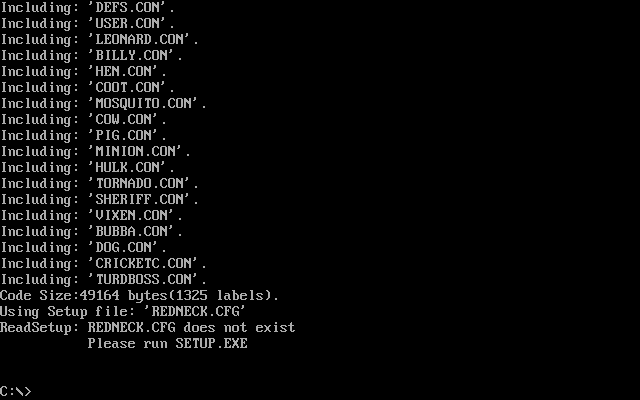 Including: 'DEFS.CON'.
Including: 'USER.CON'.
Including: 'LEONARD.CON'.
Including: 'BILLY.CON'.
Including: 'HEN.CON'.
Including: 'COOT.CON'.
Including: 'MOSQUITO.CON'.
Including: 'COW.CON'.
Including: 'PIG.CON'.
Including: 'MINION.CON'.
Including: 'HULK.CON'.
Including: 'TORNADO.CON'.
Including: 'SHERIFF.CON'.
Including: 'VIXEN.CON'.
Including: 'BUBBA.CON'.
Including: 'DOG.CON'.
Including: 'CRICKETC.CON'.
Including: 'TURDBOSS.CON'.
Code Size:49164 bytes(1325 labels).
Using Setup file: 'REDNECK.CFG'
ReadSetup: REDNECK.CFG does not exist
Please run SETUP.EXE
C:\>